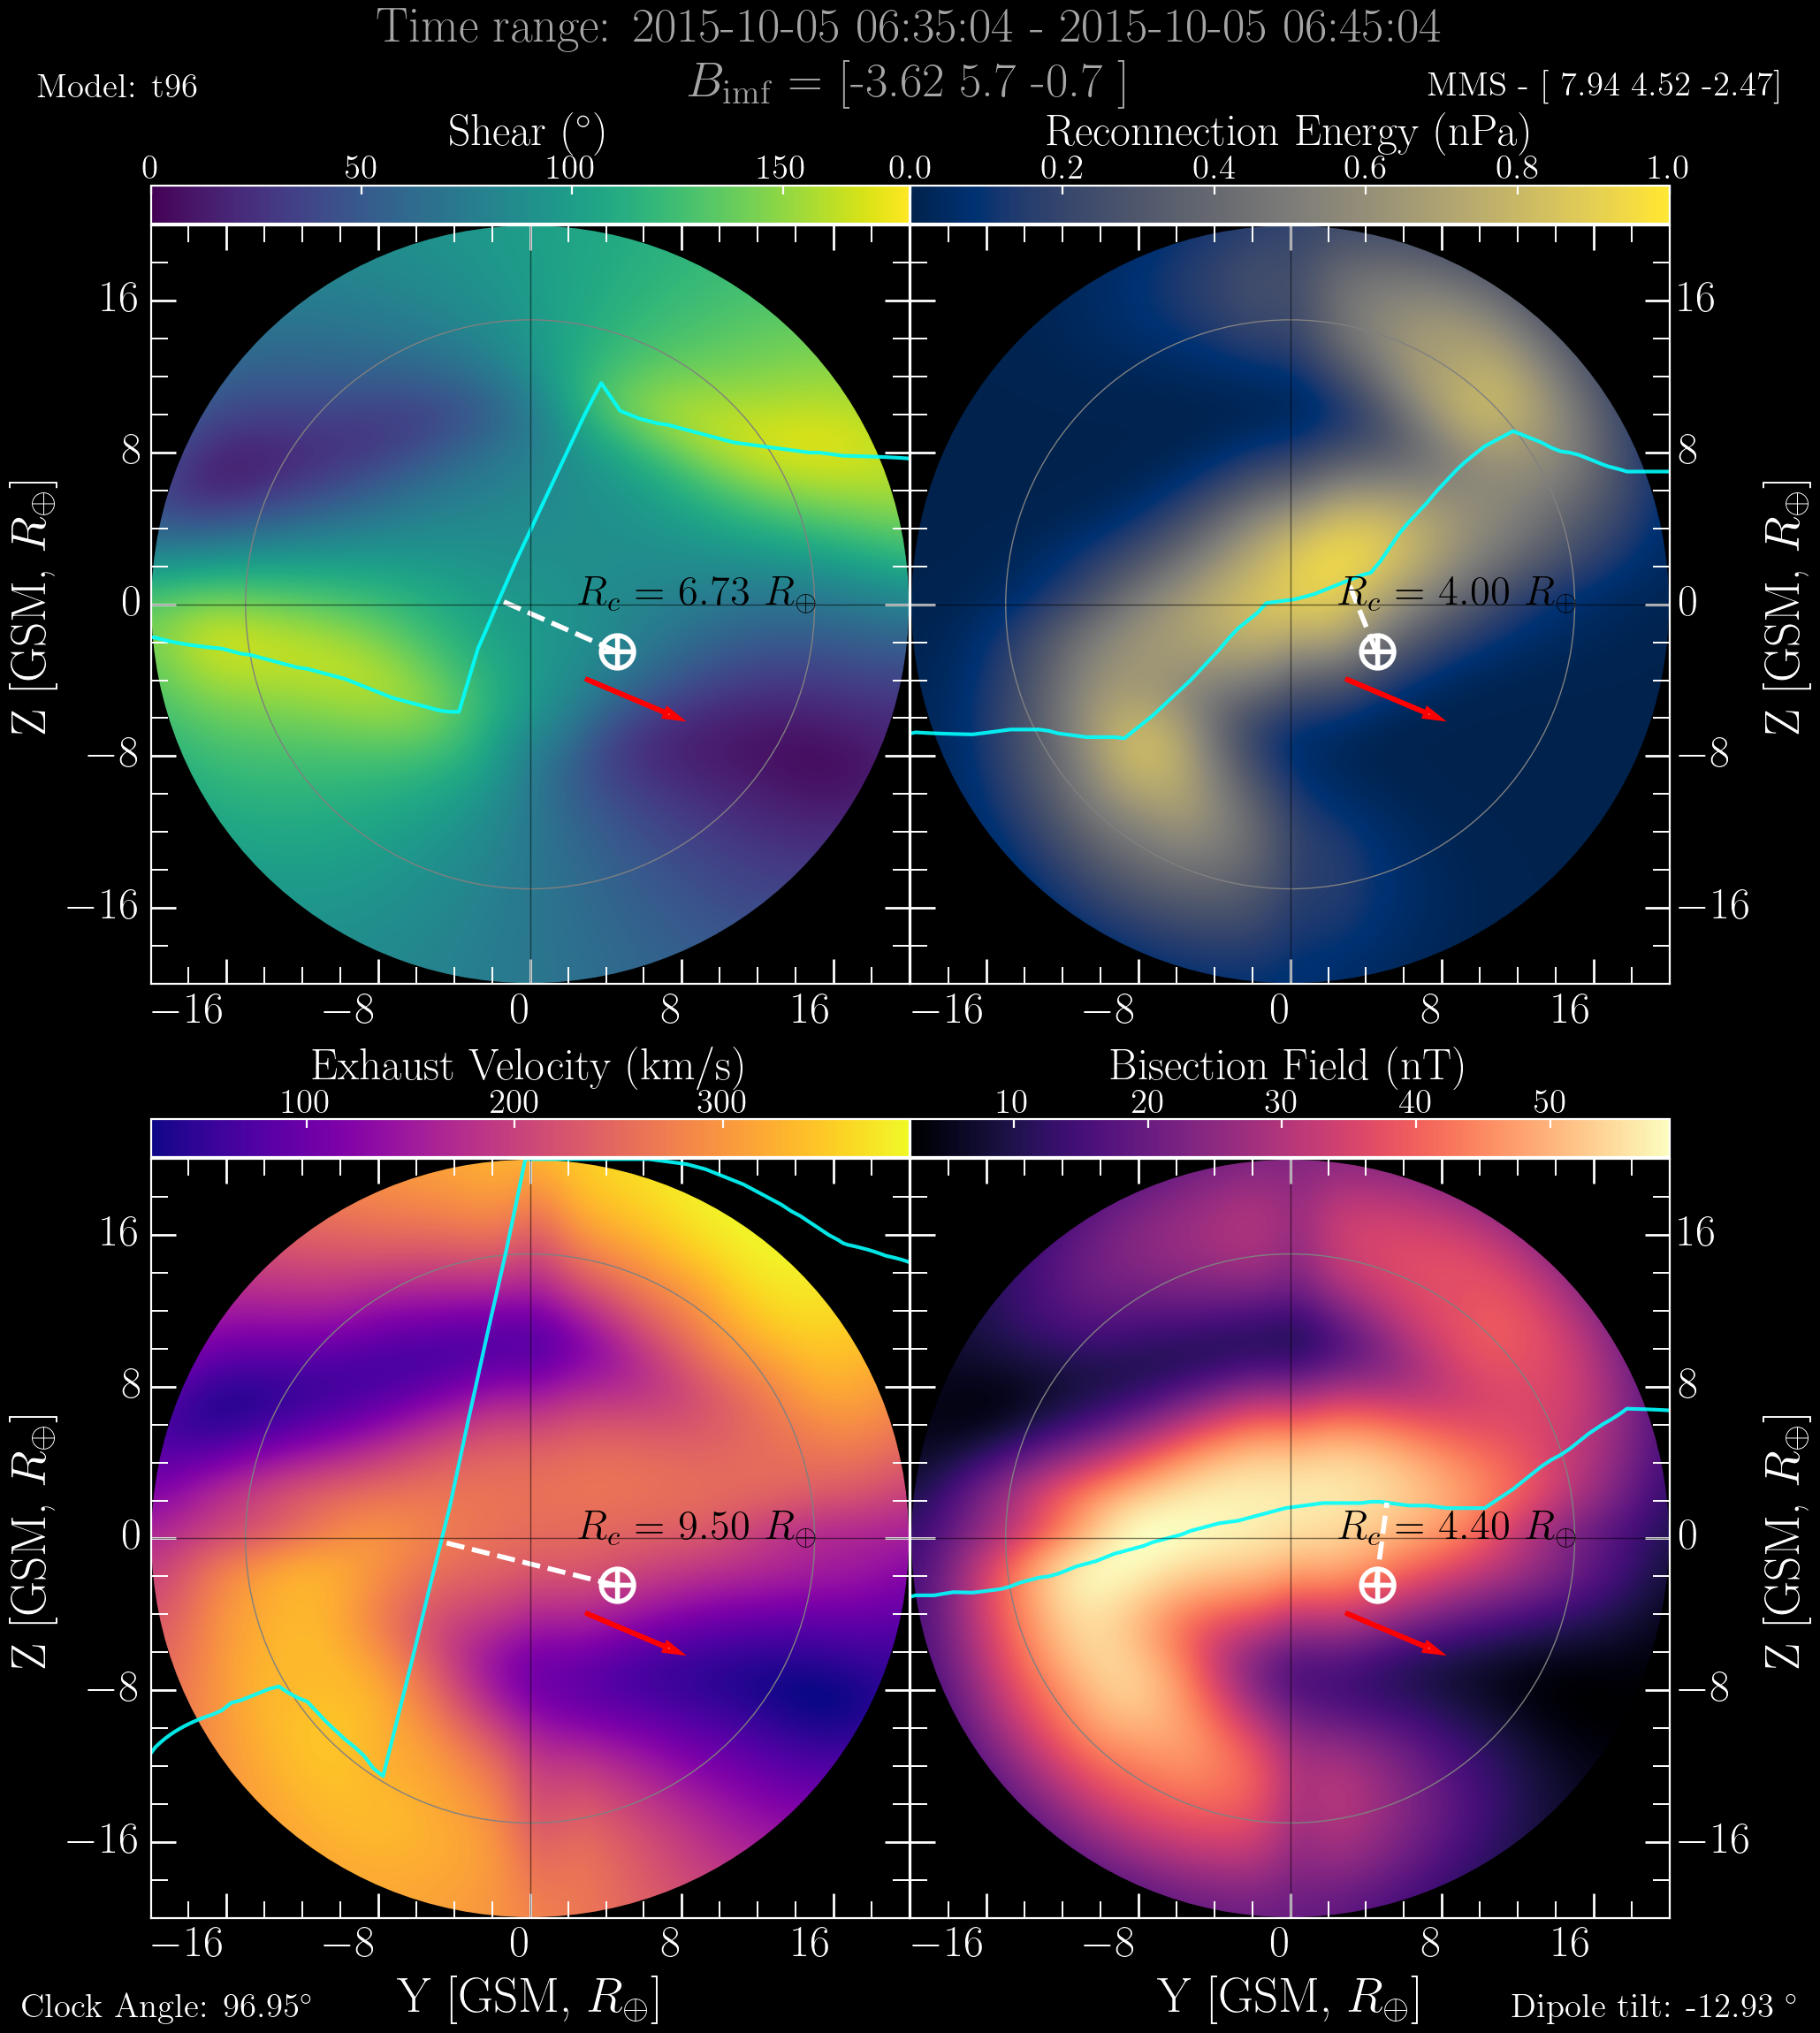 Time range: 2015-10-05 06:35:04 - 2015-10-05 06:45:04
Model: t96
B_imf = [-3.62 5.7 -0.7 ]
MMS - [ 7.94 4.52 -2.47]
Shear (°)
Reconnection Energy (nPa)
0 50 100 150
0.0 0.2 0.4 0.6 0.8 1.0
16
16
8
8
Z [GSM, R⊕]
0
R_c = 6.73 R⊕
R_c = 4.00 R⊕
0
Z [GSM, R⊕]
−8
−8
−16
−16
−16 −8 0 8 16
−16 −8 0 8 16
Exhaust Velocity (km/s)
Bisection Field (nT)
100 200 300
10 20 30 40 50
16
16
8
8
Z [GSM, R⊕]
0
R_c = 9.50 R⊕
R_c = 4.40 R⊕
0
Z [GSM, R⊕]
−8
−8
−16
−16
−16 −8 0 8 16
−16 −8 0 8 16
Clock Angle: 96.95°
Y [GSM, R⊕]
Y [GSM, R⊕]
Dipole tilt: -12.93 °